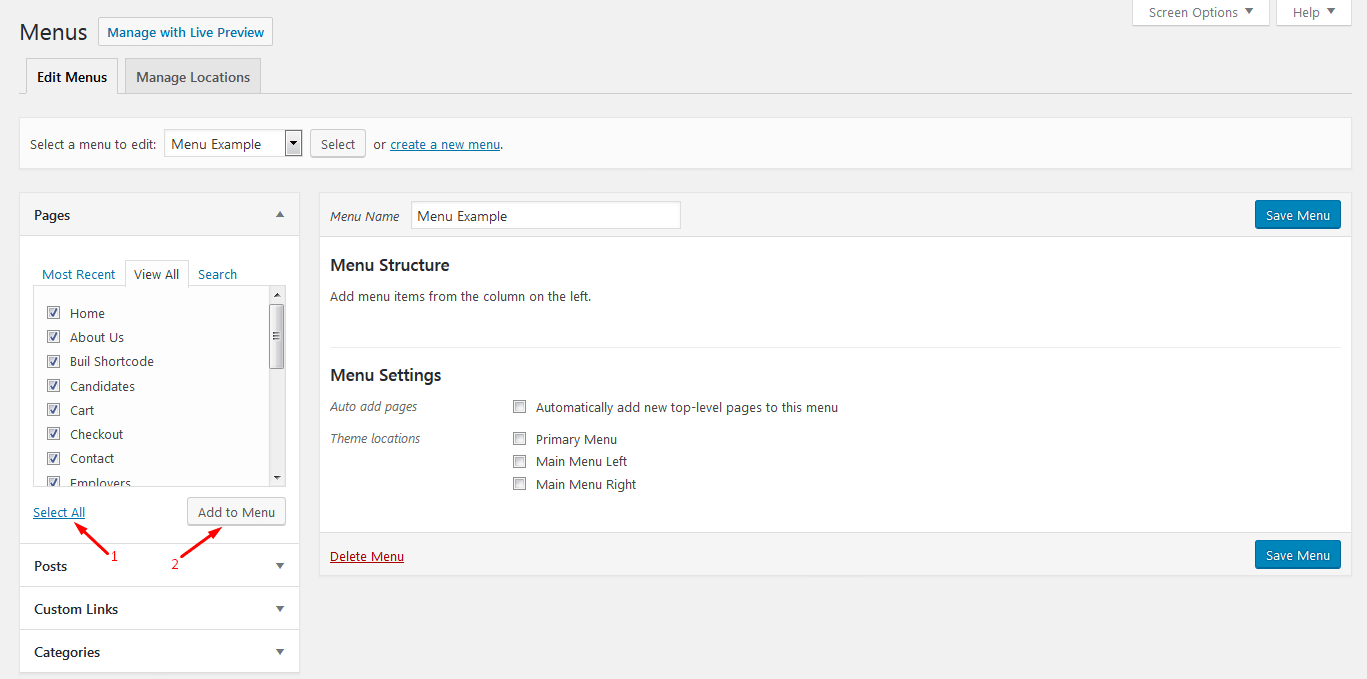 Screen Options
Help
Menus
Manage with Live Preview
Edit Menus
Manage Locations
Select a menu to edit: Menu Example Select or create a new menu.
Pages
Most Recent View All Search
Home
About Us
Buil Shortcode
Candidates
Cart
Checkout
Contact
Employers
Select All
Add to Menu
1
2
Posts
Custom Links
Categories
Menu Name Menu Example
Save Menu
Menu Structure
Add menu items from the column on the left.
Menu Settings
Auto add pages Automatically add new top-level pages to this menu
Theme locations Primary Menu
Main Menu Left
Main Menu Right
Delete Menu
Save Menu